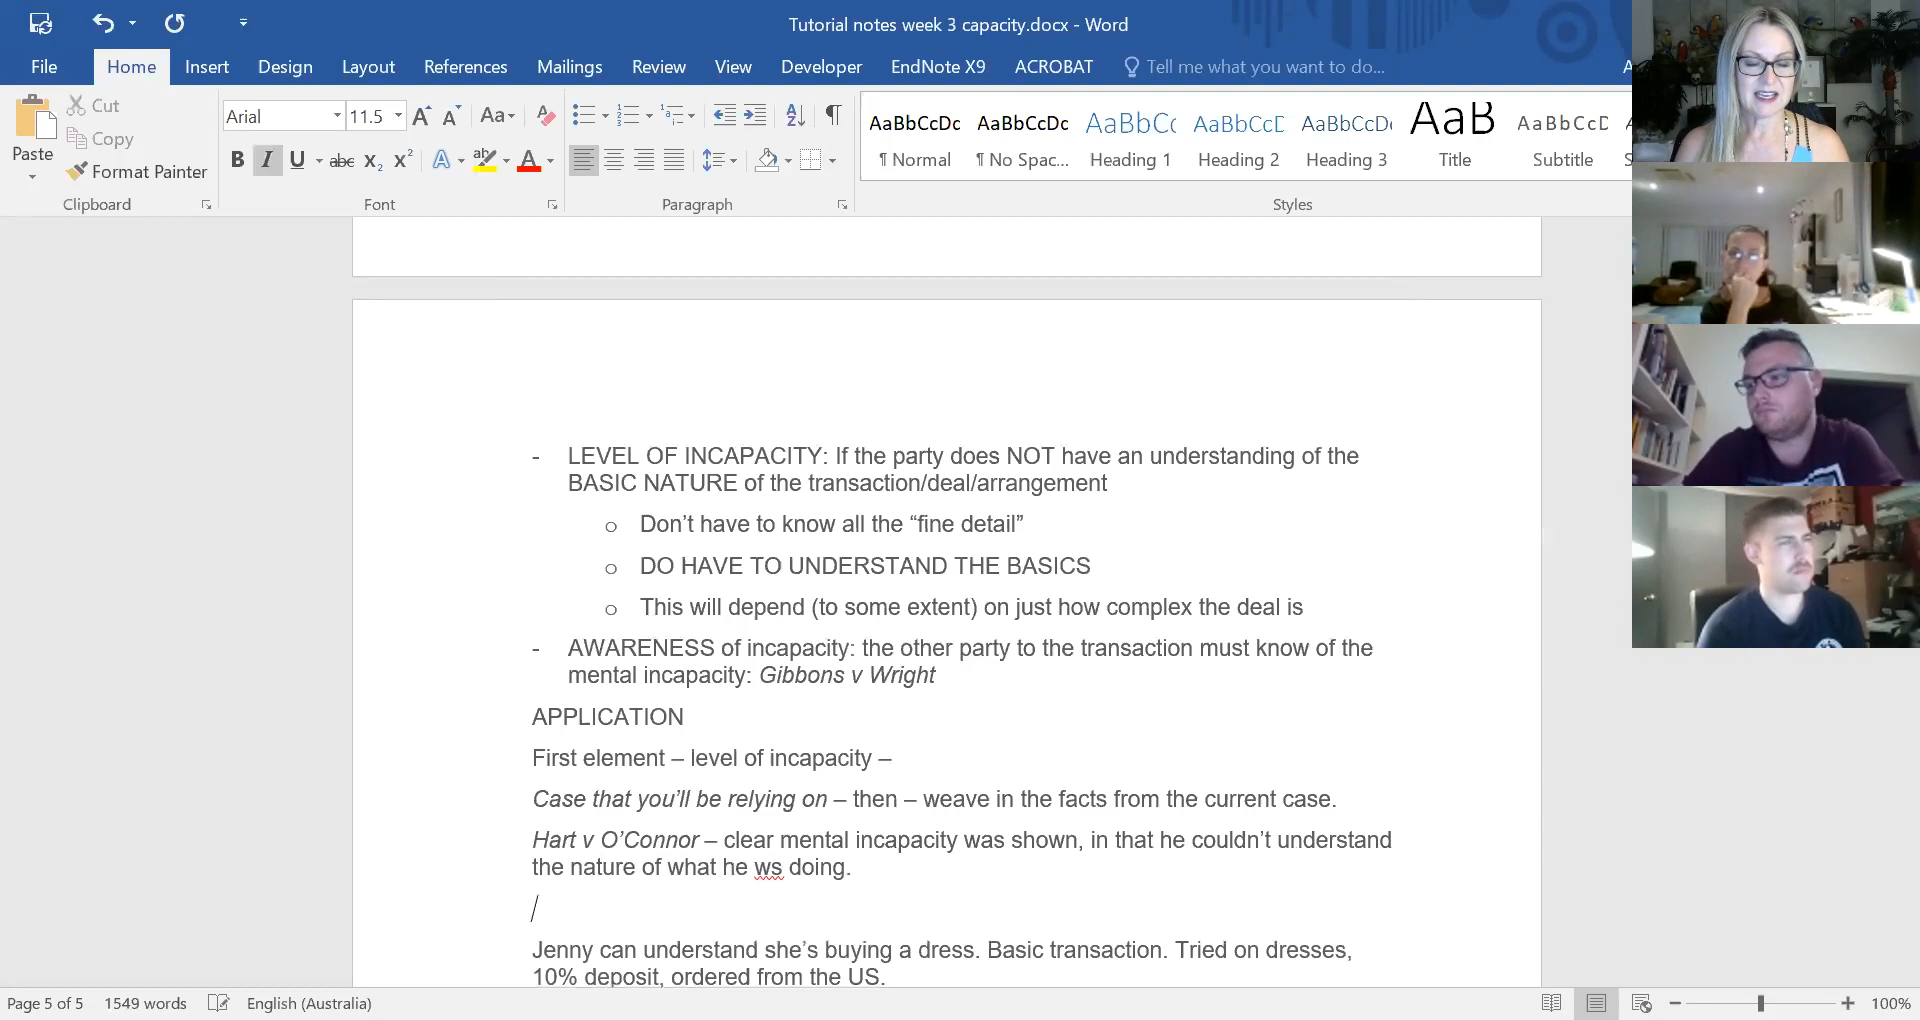 Tutorial notes week 3 capacity.docx - Word
File Home Insert Design Layout References Mailings Review View Developer EndNote X9 ACROBAT Tell me what you want to do...
Paste
Cut
Copy
Format Painter
Clipboard
Arial 11.5
Font
Paragraph
AaBbCcDc AaBbCcDc AaBbCc AaBbCcD AaBbCcDc AaB AaBbCcD
¶ Normal ¶ No Spac... Heading 1 Heading 2 Heading 3 Title Subtitle
Styles
- LEVEL OF INCAPACITY: If the party does NOT have an understanding of the
BASIC NATURE of the transaction/deal/arrangement
o Don't have to know all the “fine detail”
o DO HAVE TO UNDERSTAND THE BASICS
o This will depend (to some extent) on just how complex the deal is
- AWARENESS of incapacity: the other party to the transaction must know of the
mental incapacity: Gibbons v Wright
APPLICATION
First element – level of incapacity –
Case that you'll be relying on – then – weave in the facts from the current case.
Hart v O'Connor – clear mental incapacity was shown, in that he couldn't understand
the nature of what he ws doing.
Jenny can understand she's buying a dress. Basic transaction. Tried on dresses,
10% deposit, ordered from the US.
Page 5 of 5 1549 words English (Australia) 100%